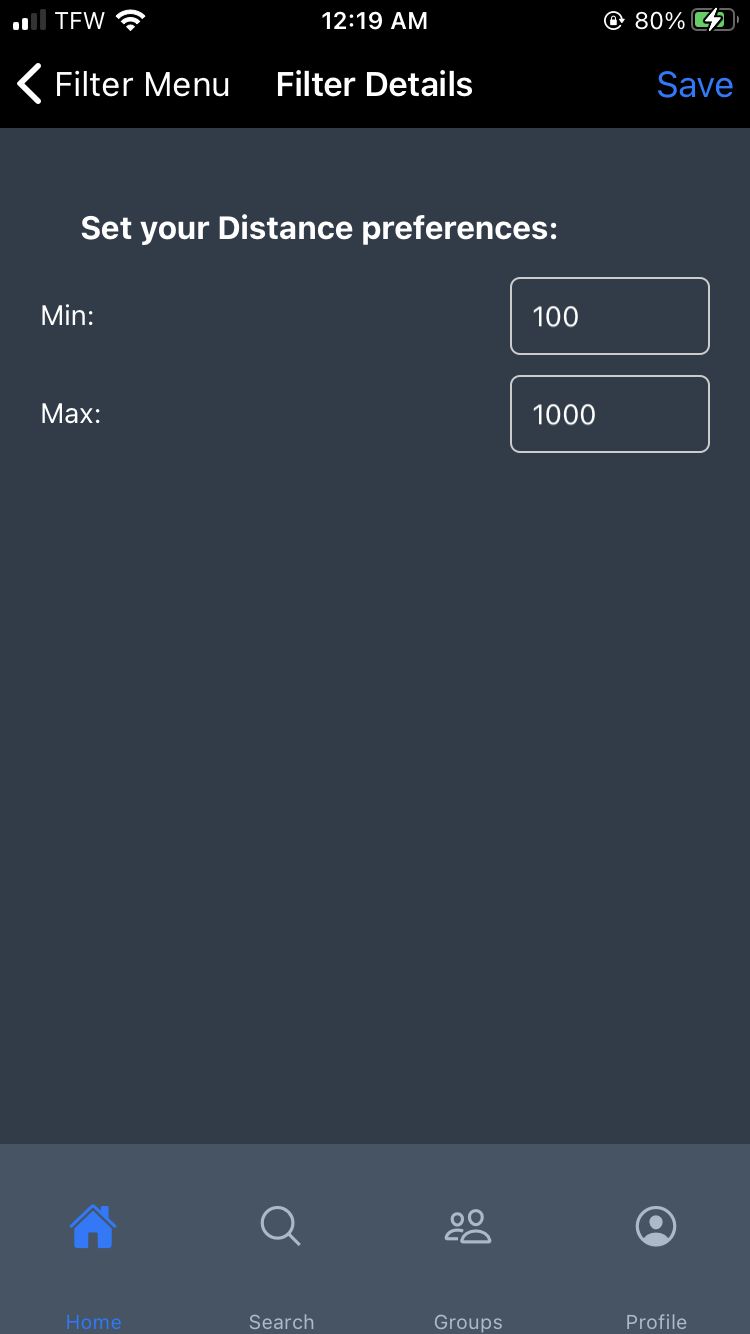 TFW 12:19 AM 80%
Filter Menu Filter Details Save
Set your Distance preferences:
Min: 100
Max: 1000
Home Search Groups Profile